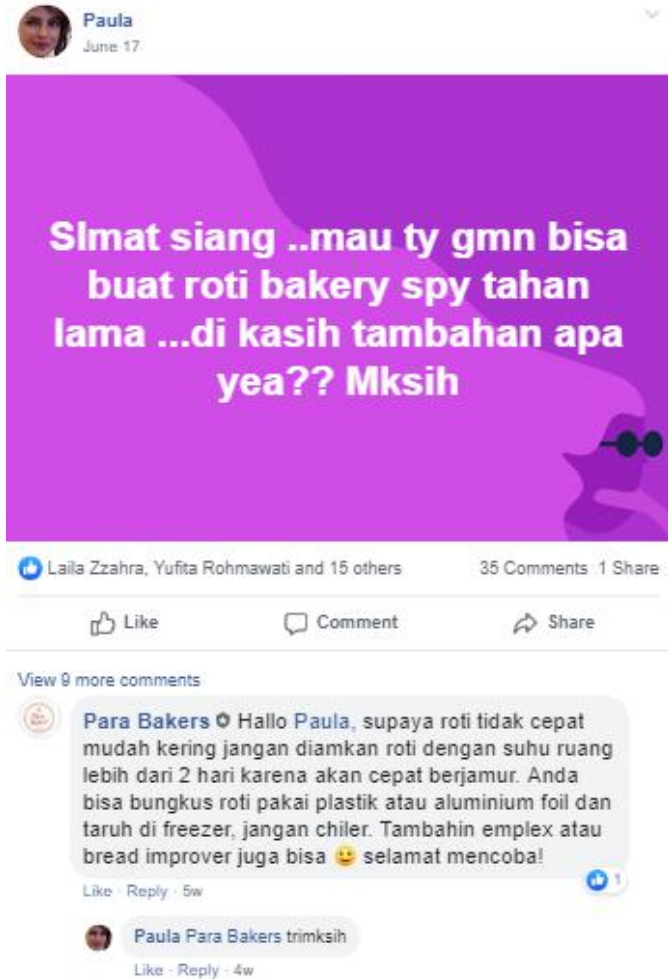 Paula
June 17
Slmat siang ..mau ty gmn bisa
buat roti bakery spy tahan
lama ...di kasih tambahan apa
yea?? Mksih
Laila Zzahra, Yufita Rohmawati and 15 others 35 Comments 1 Share
Like Comment Share
View 9 more comments
Para Bakers Hallo Paula, supaya roti tidak cepat
mudah kering jangan diamkan roti dengan suhu ruang
lebih dari 2 hari karena akan cepat berjamur. Anda
bisa bungkus roti pakai plastik atau aluminium foil dan
taruh di freezer, jangan chiler. Tambahin emplex atau
bread improver juga bisa 🙂 selamat mencoba!
1
Like · Reply · 5w
Paula Para Bakers trimksih
Like · Reply · 4w